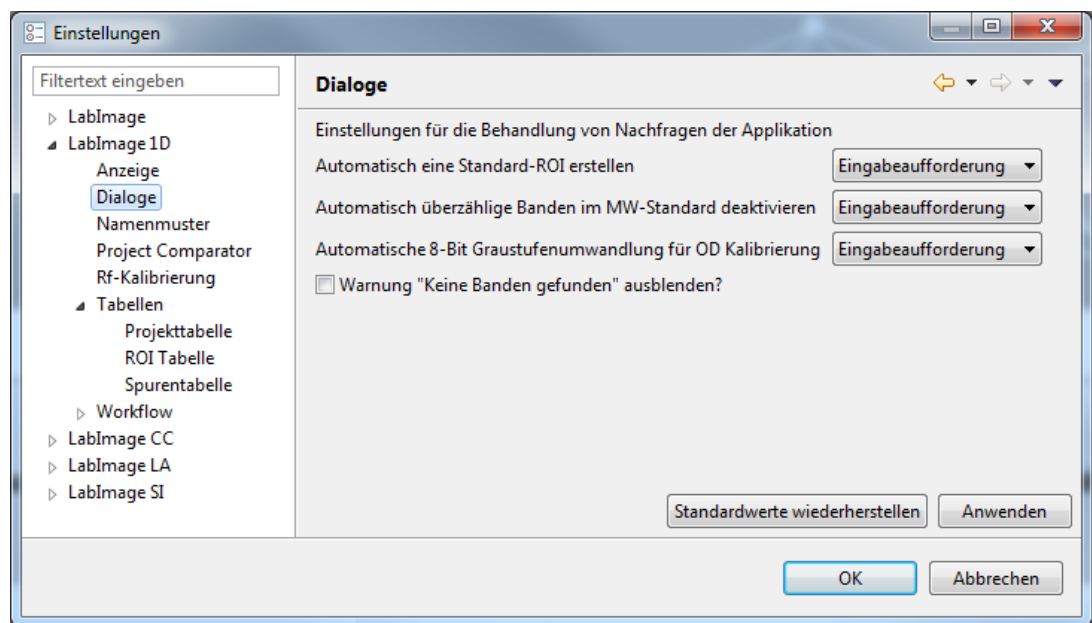 Einstellungen
Filtertext eingeben
LabImage
LabImage 1D
Anzeige
Dialoge
Namenmuster
Project Comparator
Rf-Kalibrierung
Tabellen
Projekttabelle
ROI Tabelle
Spurentabelle
Workflow
LabImage CC
LabImage LA
LabImage SI
Dialoge
Einstellungen für die Behandlung von Nachfragen der Applikation
Automatisch eine Standard-ROI erstellen Eingabeaufforderung
Automatisch überzählige Banden im MW-Standard deaktivieren Eingabeaufforderung
Automatische 8-Bit Graustufenumwandlung für OD Kalibrierung Eingabeaufforderung
Warnung "Keine Banden gefunden" ausblenden?
Standardwerte wiederherstellen Anwenden
OK Abbrechen